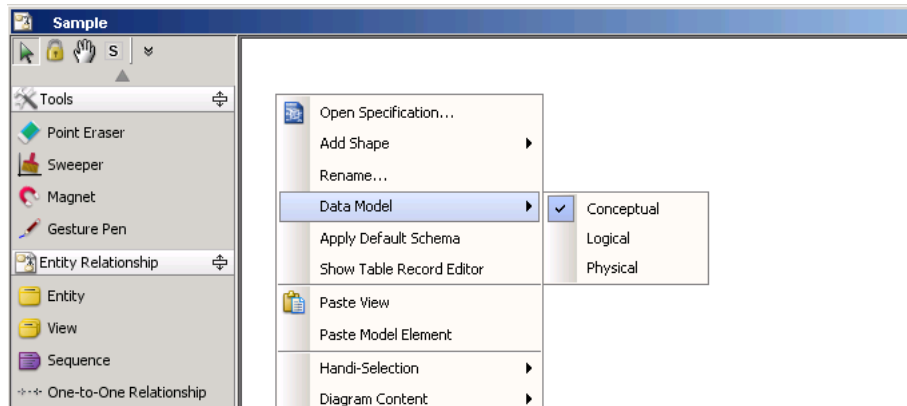 Sample
S
Tools
Point Eraser
Sweeper
Magnet
Gesture Pen
Entity Relationship
Entity
View
Sequence
One-to-One Relationship
Open Specification...
Add Shape
Rename...
Data Model
Apply Default Schema
Show Table Record Editor
Paste View
Paste Model Element
Handi-Selection
Diagram Content
Conceptual
Logical
Physical